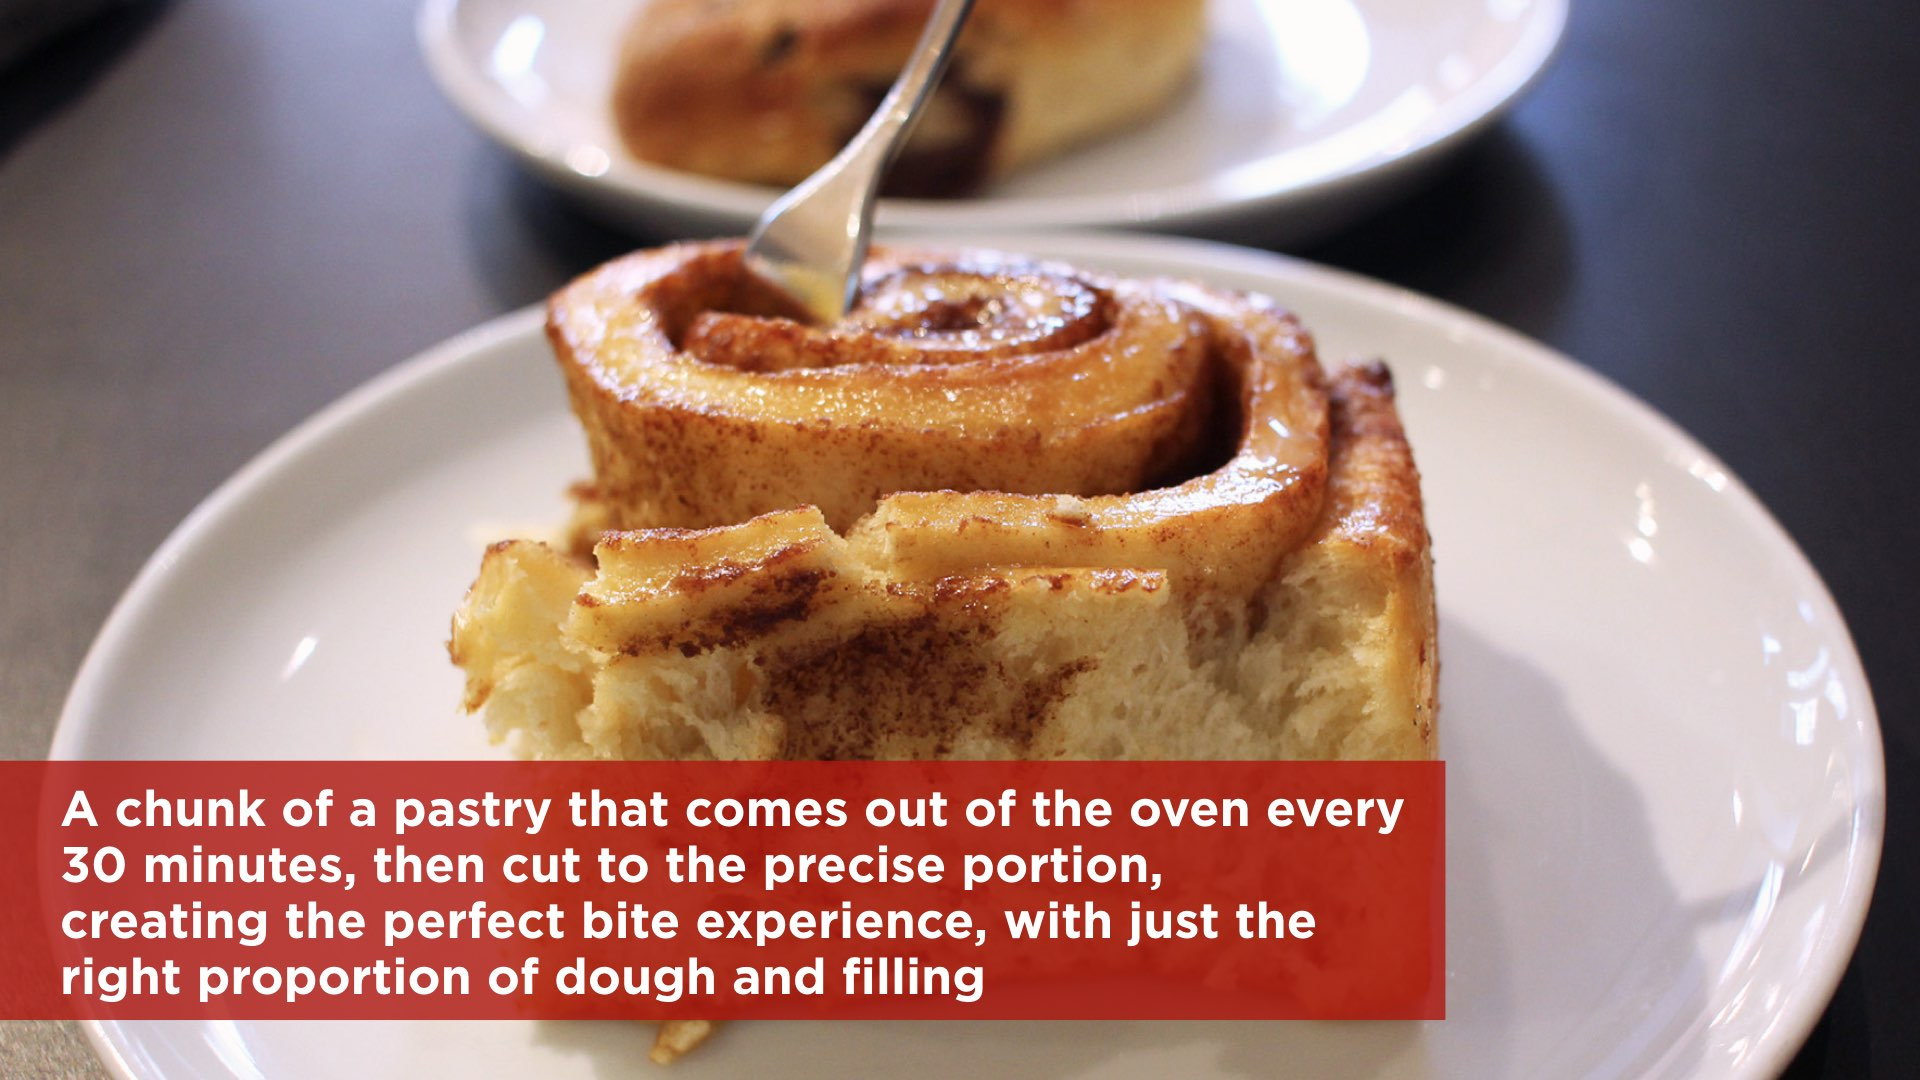 A chunk of a pastry that comes out of the oven every
30 minutes, then cut to the precise portion,
creating the perfect bite experience, with just the
right proportion of dough and filling